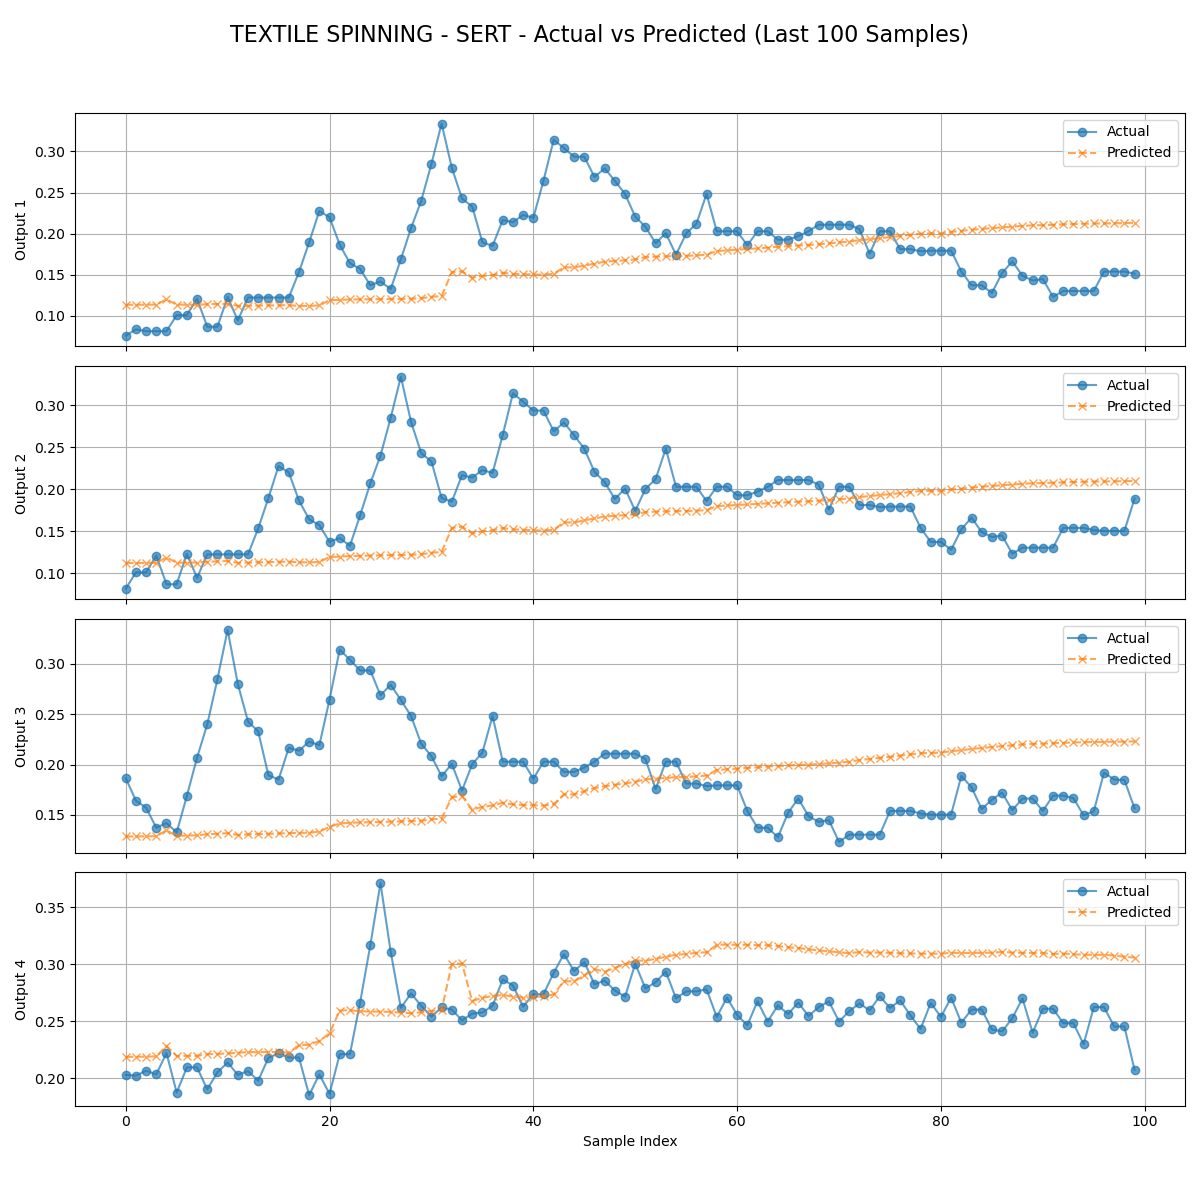 TEXTILE SPINNING - SERT - Actual vs Predicted (Last 100 Samples)
Output 1
0.30
0.25
0.20
0.15
0.10
Actual
Predicted
Output 2
0.30
0.25
0.20
0.15
0.10
Actual
Predicted
Output 3
0.30
0.25
0.20
0.15
Actual
Predicted
Output 4
0.35
0.30
0.25
0.20
Actual
Predicted
0 20 40 60 80 100
Sample Index